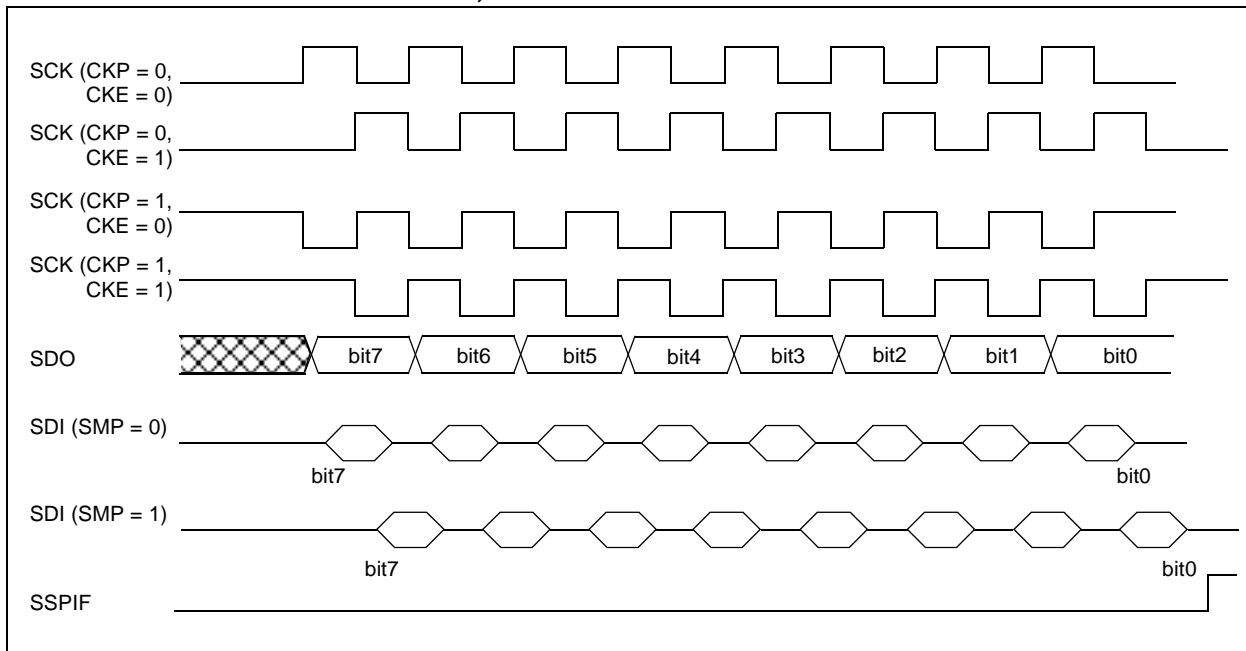 SCK (CKP = 0,
CKE = 0)
SCK (CKP = 0,
CKE = 1)
SCK (CKP = 1,
CKE = 0)
SCK (CKP = 1,
CKE = 1)
SDO bit7 bit6 bit5 bit4 bit3 bit2 bit1 bit0
SDI (SMP = 0)
bit7 bit0
SDI (SMP = 1)
bit7 bit0
SSPIF